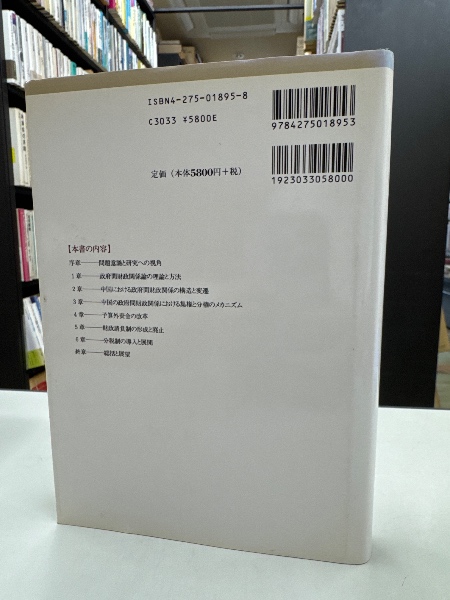 ISBN4-275-01895-8
C3033 ¥5800E
9784275018953
定価（本体5800円＋税）
1923033058000
【本書の内容】
序章――問題意識と研究への視角
1章――政府間財政関係論の理論と方法
2章――中国における政府間財政関係の構造と変遷
3章――中国の政府間財政関係における集権と分権のメカニズム
4章――予算外資金の改革
5章――財政請負制の形成と廃止
6章――分税制の導入と展開
終章――総括と展望